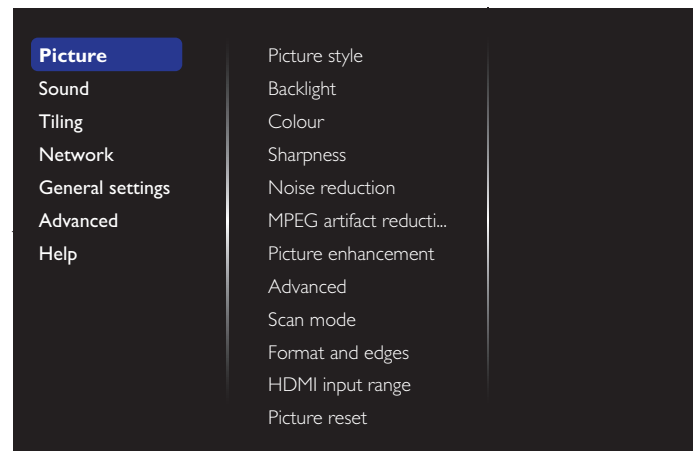 Picture
Sound
Tiling
Network
General settings
Advanced
Help
Picture style
Backlight
Colour
Sharpness
Noise reduction
MPEG artifact reducti...
Picture enhancement
Advanced
Scan mode
Format and edges
HDMI input range
Picture reset